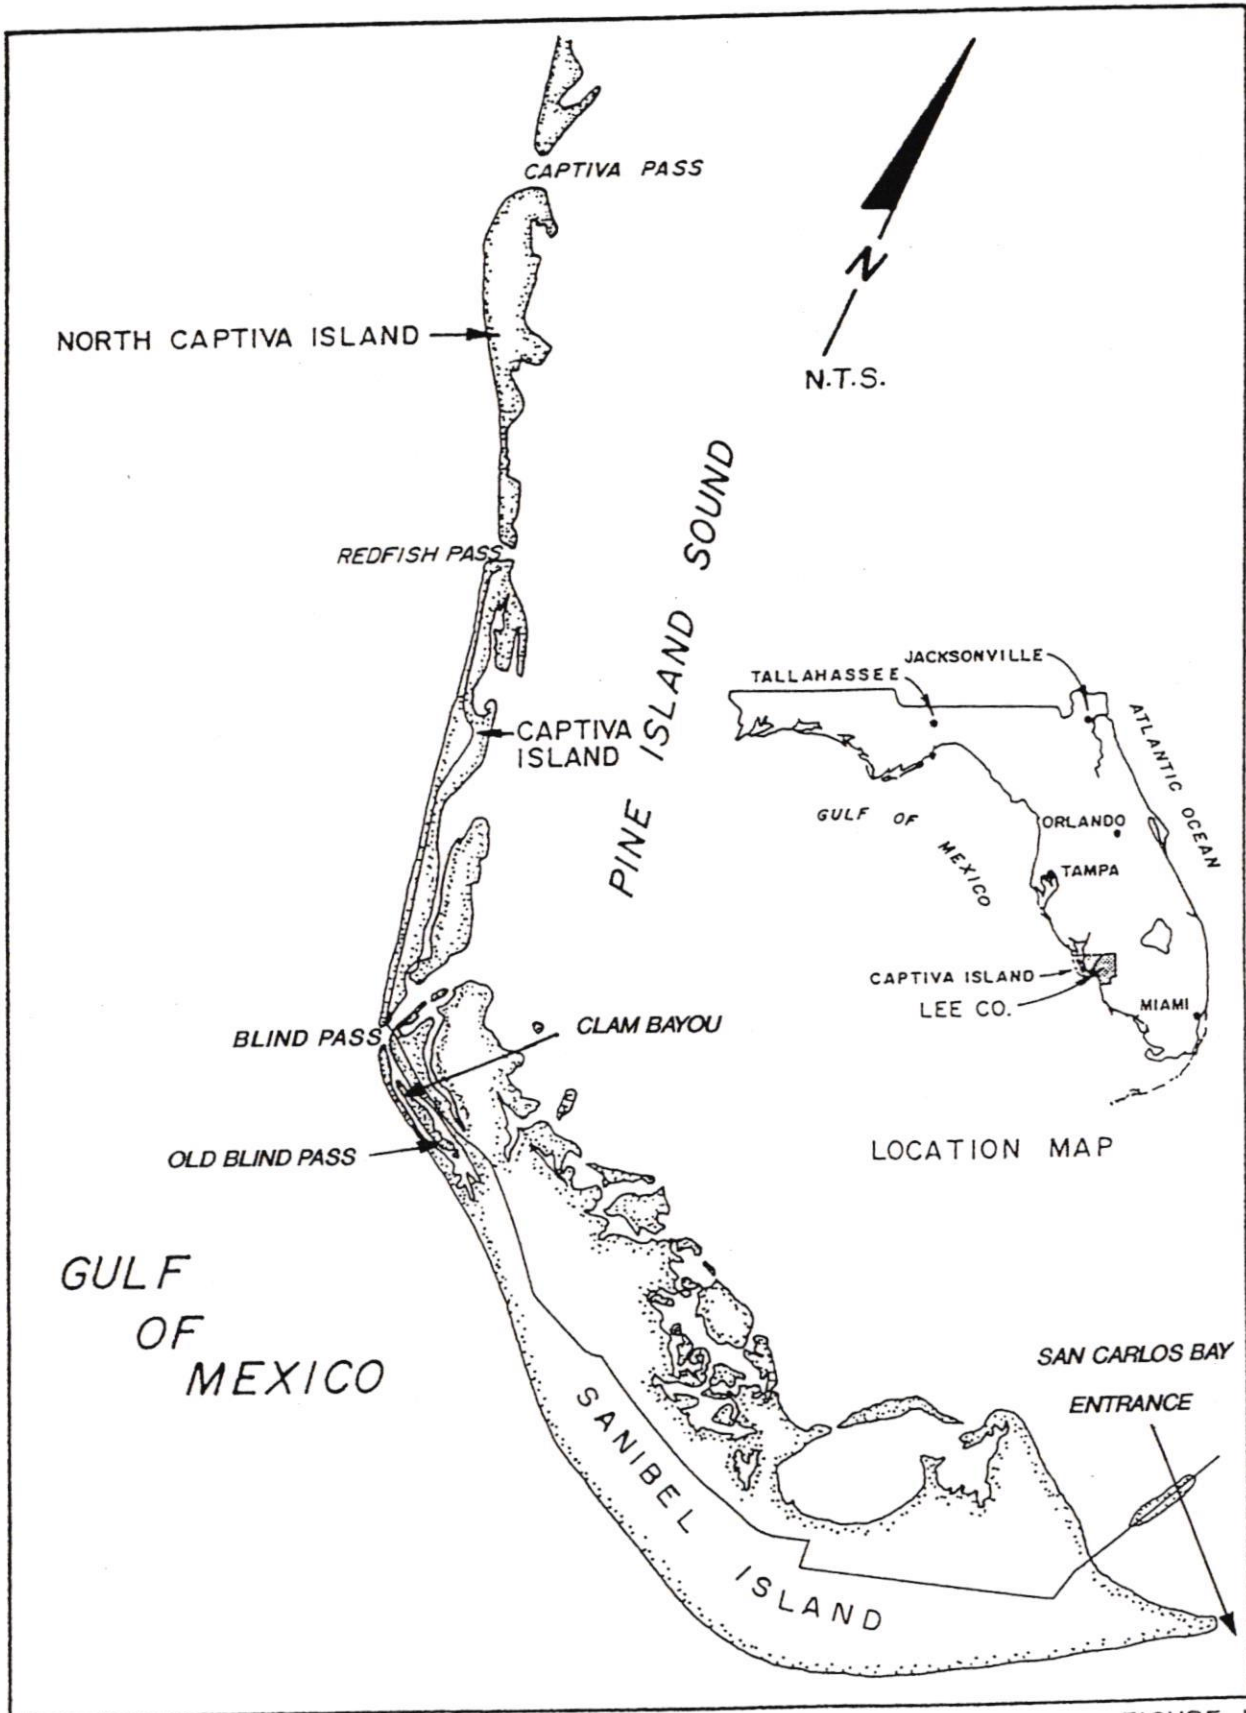 CAPTIVA PASS
N
NORTH CAPTIVA ISLAND
N.T.S.
REDFISH PASS
PINE ISLAND SOUND
CAPTIVA
ISLAND
JACKSONVILLE
TALLAHASSEE
ATLANTIC OCEAN
GULF OF MEXICO
ORLANDO
TAMPA
CAPTIVA ISLAND
LEE CO.
MIAMI
LOCATION MAP
BLIND PASS
CLAM BAYOU
OLD BLIND PASS
GULF
OF
MEXICO
SAN CARLOS BAY
ENTRANCE
SANIBEL ISLAND